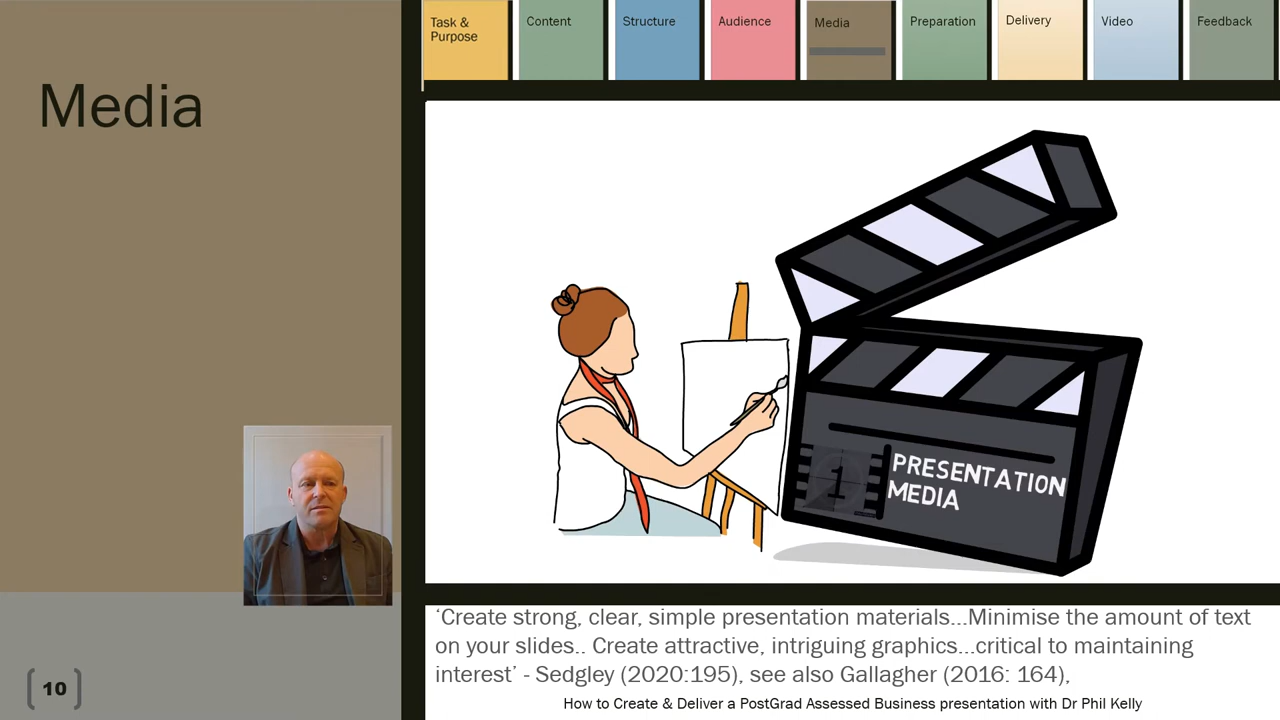 Task &
Purpose
Content
Structure
Audience
Media
Preparation
Delivery
Video
Feedback
Media
1
PRESENTATION
MEDIA
‘Create strong, clear, simple presentation materials...Minimise the amount of text
on your slides.. Create attractive, intriguing graphics...critical to maintaining
interest’ - Sedgley (2020:195), see also Gallagher (2016: 164),
10
How to Create & Deliver a PostGrad Assessed Business presentation with Dr Phil Kelly